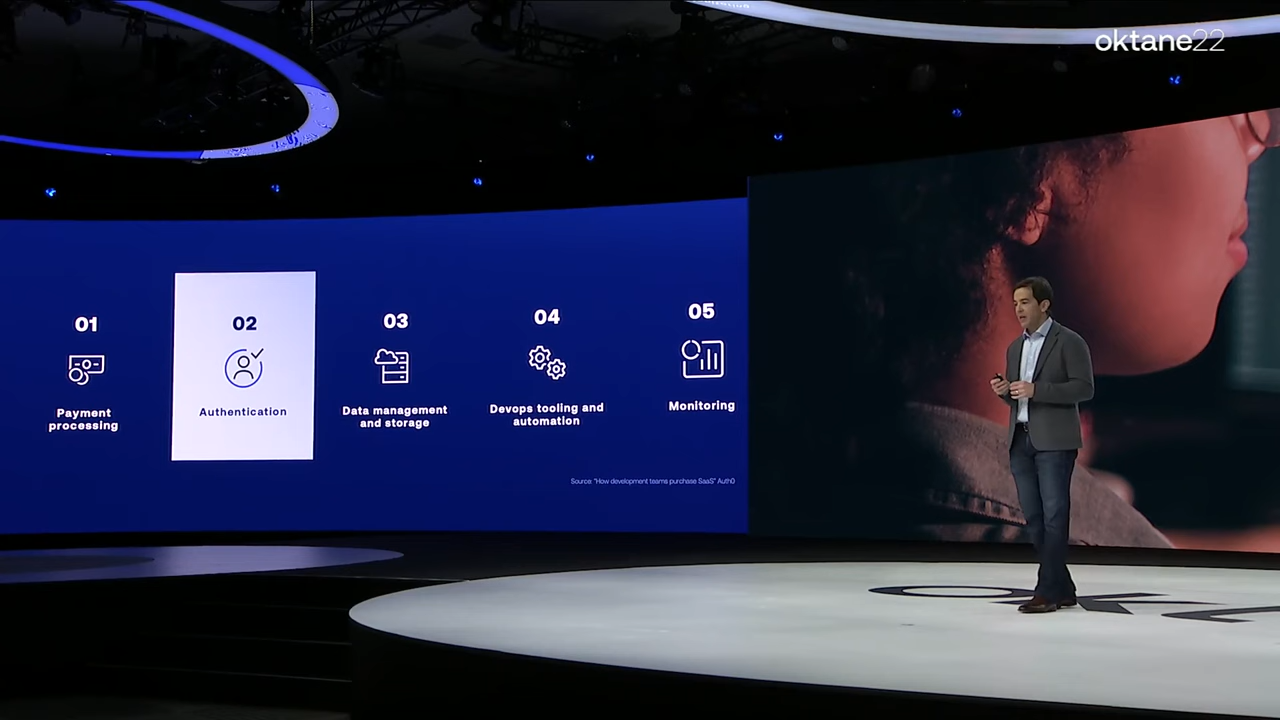 oktane22
01
02
03
04
05
Payment
processing
Authentication
Data management
and storage
Devops tooling and
automation
Monitoring
Source: "How development teams purchase SaaS" Auth0
ok